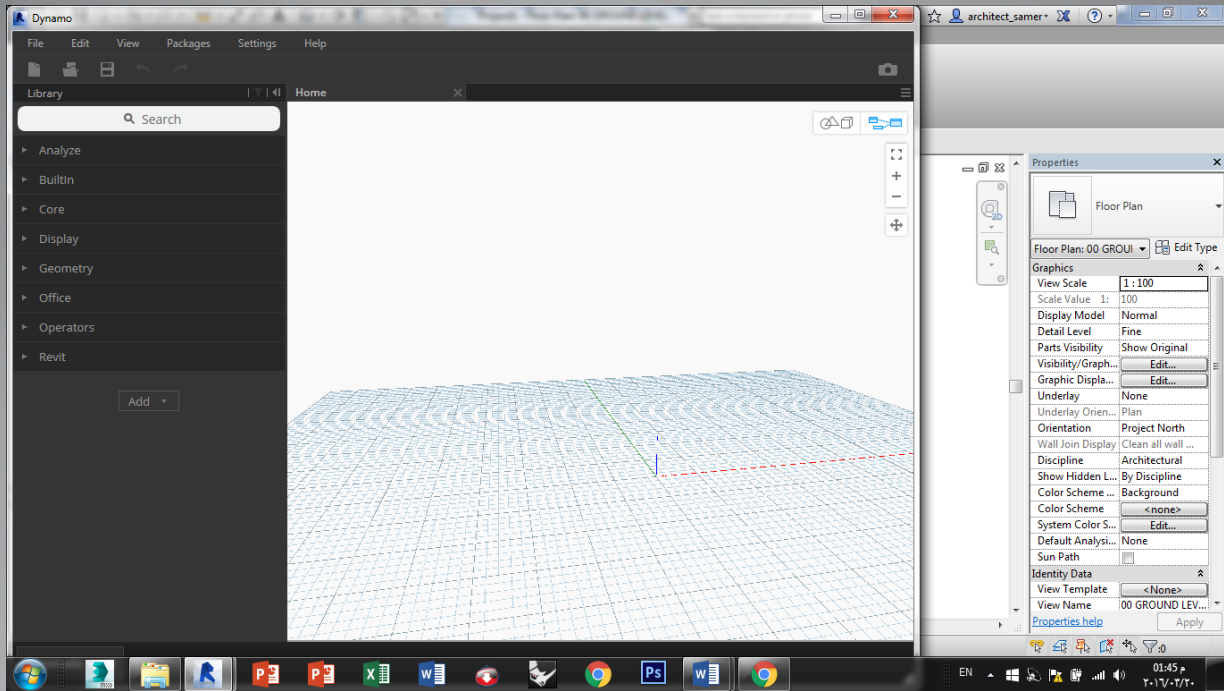 Dynamo
architect_samer
File Edit View Packages Settings Help
Library
Home
Search
Analyze
BuiltIn
Core
Display
Geometry
Office
Operators
Revit
Add
2D
Properties
Floor Plan
Floor Plan: 00 GROUI
Edit Type
Graphics
View Scale 1 : 100
Scale Value 1: 100
Display Model Normal
Detail Level Fine
Parts Visibility Show Original
Visibility/Graph... Edit...
Graphic Displa... Edit...
Underlay None
Underlay Orien... Plan
Orientation Project North
Wall Join Display Clean all wall ...
Discipline Architectural
Show Hidden L... By Discipline
Color Scheme ... Background
Color Scheme <none>
System Color S... Edit...
Default Analysi... None
Sun Path
Identity Data
View Template <None>
View Name 00 GROUND LEV...
Properties help
Apply
:0
EN
01:45 م
٢٠١٦/٠٣/٢٠